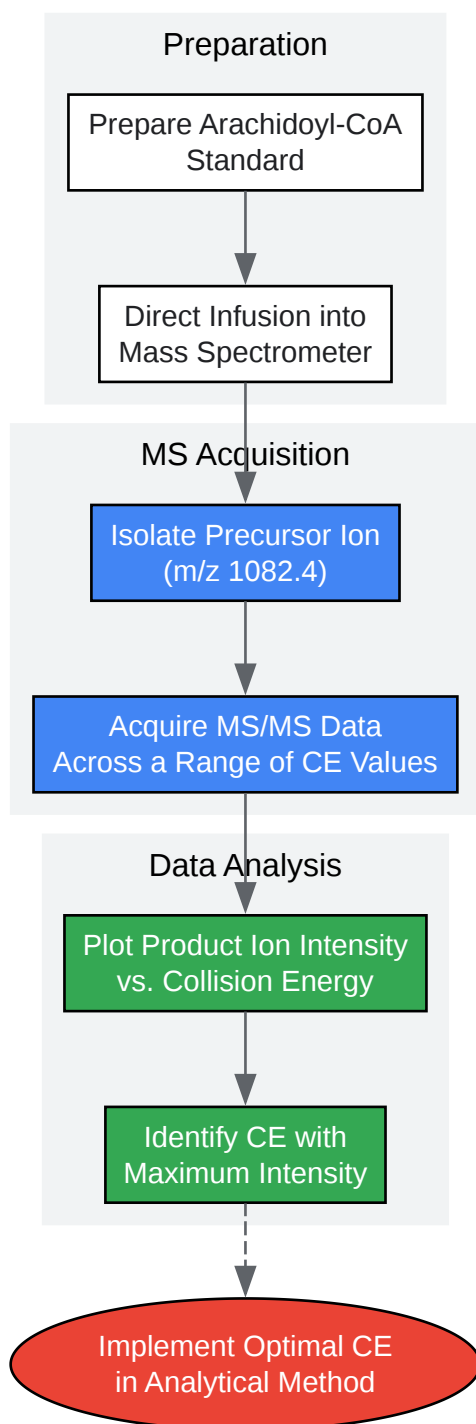 Preparation
Prepare Arachidoyl-CoA
Standard
Direct Infusion into
Mass Spectrometer
MS Acquisition
Isolate Precursor Ion
(m/z 1082.4)
Acquire MS/MS Data
Across a Range of CE Values
Data Analysis
Plot Product Ion Intensity
vs. Collision Energy
Identify CE with
Maximum Intensity
Implement Optimal CE
in Analytical Method